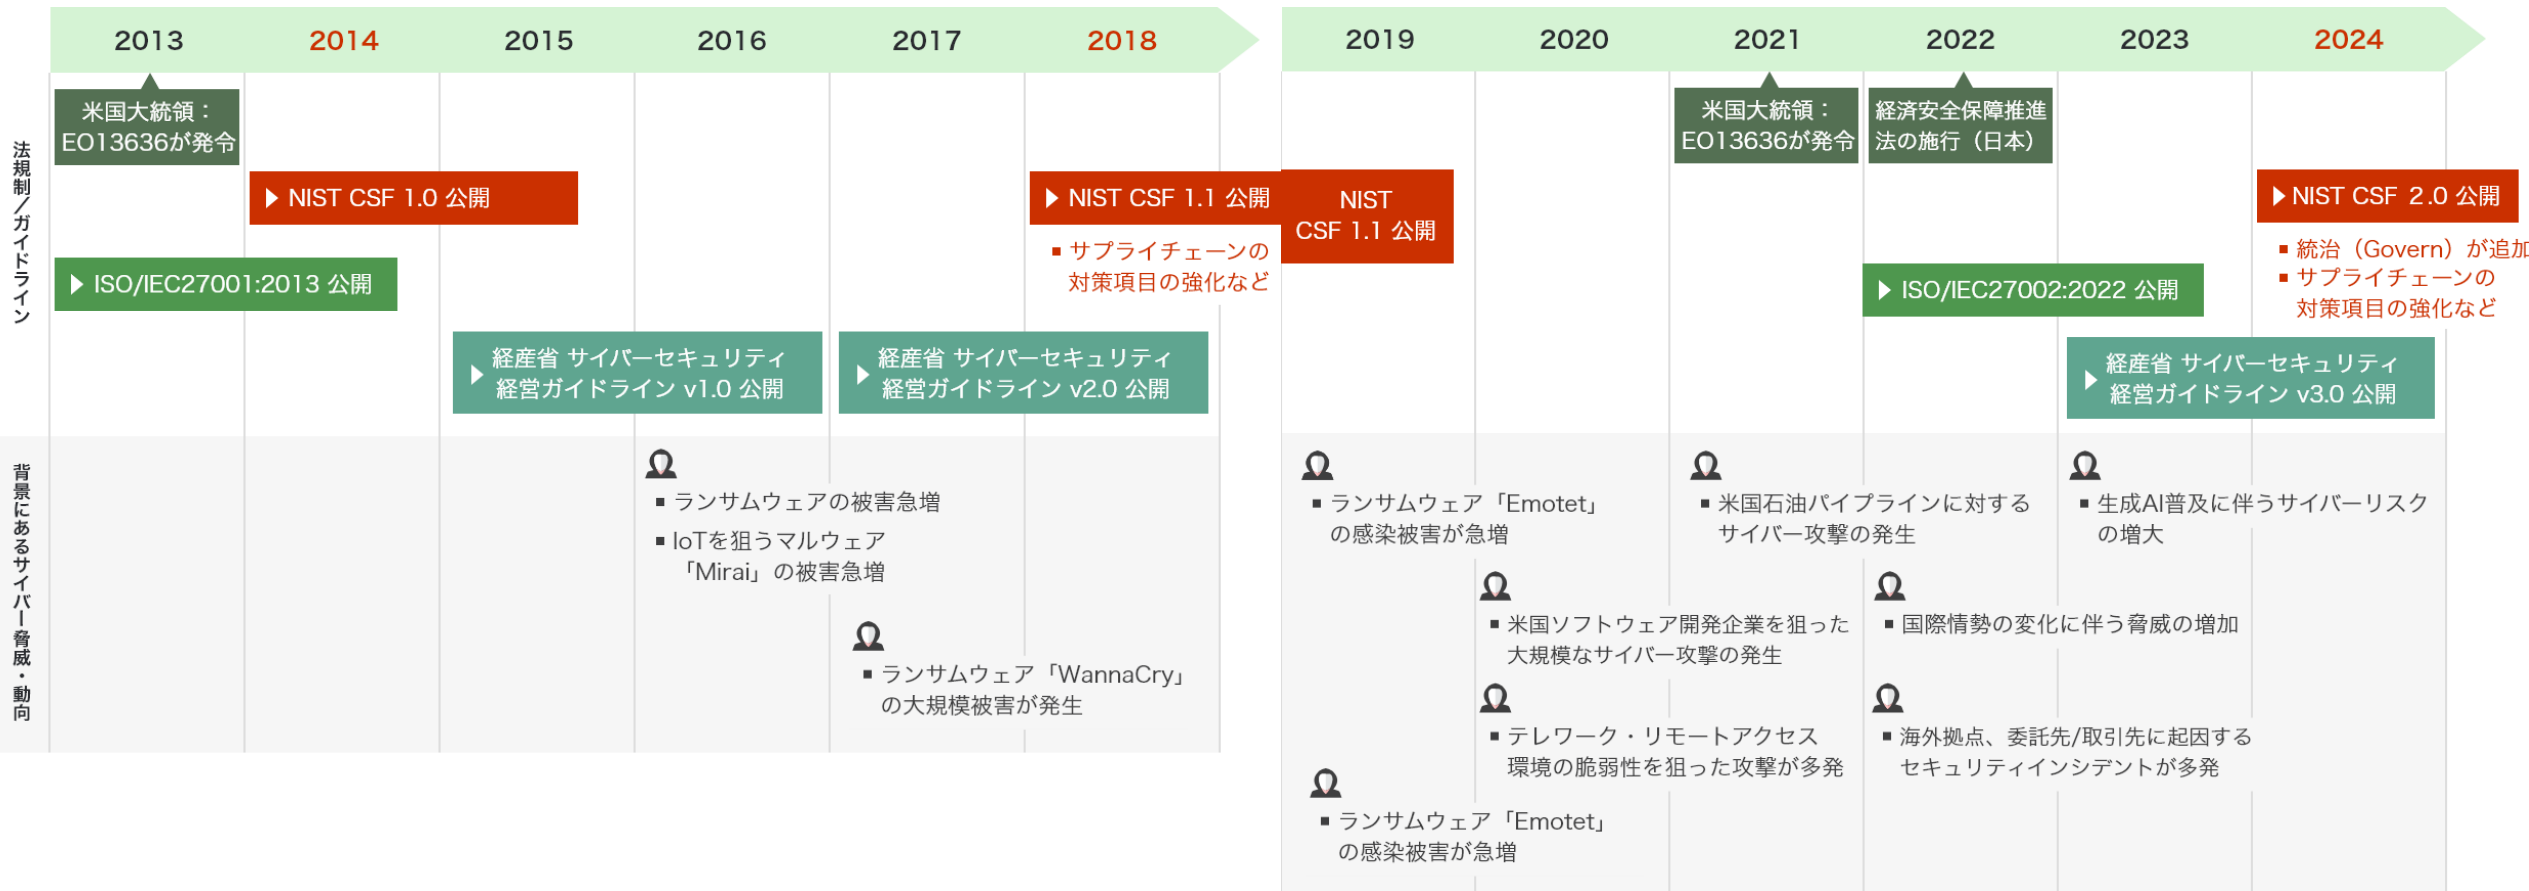 2013
2014
2015
2016
2017
2018
2019
2020
2021
2022
2023
2024
法規制／ガイドライン
米国大統領：
EO13636が発令
米国大統領：
EO13636が発令
経済安全保障推進
法の施行（日本）
NIST CSF 1.0 公開
NIST CSF 1.1 公開
サプライチェーンの
対策項目の強化など
NIST
CSF 1.1 公開
NIST CSF 2.0 公開
統治（Govern）が追加
サプライチェーンの
対策項目の強化など
ISO/IEC27001:2013 公開
ISO/IEC27002:2022 公開
経産省 サイバーセキュリティ
経営ガイドライン v1.0 公開
経産省 サイバーセキュリティ
経営ガイドライン v2.0 公開
経産省 サイバーセキュリティ
経営ガイドライン v3.0 公開
背景にあるサイバー脅威・動向
ランサムウェアの被害急増
IoTを狙うマルウェア
「Mirai」の被害急増
ランサムウェア「WannaCry」
の大規模被害が発生
ランサムウェア「Emotet」
の感染被害が急増
米国ソフトウェア開発企業を狙った
大規模なサイバー攻撃の発生
テレワーク・リモートアクセス
環境の脆弱性を狙った攻撃が多発
ランサムウェア「Emotet」
の感染被害が急増
米国石油パイプラインに対する
サイバー攻撃の発生
国際情勢の変化に伴う脅威の増加
海外拠点、委託先/取引先に起因する
セキュリティインシデントが多発
生成AI普及に伴うサイバーリスク
の増大